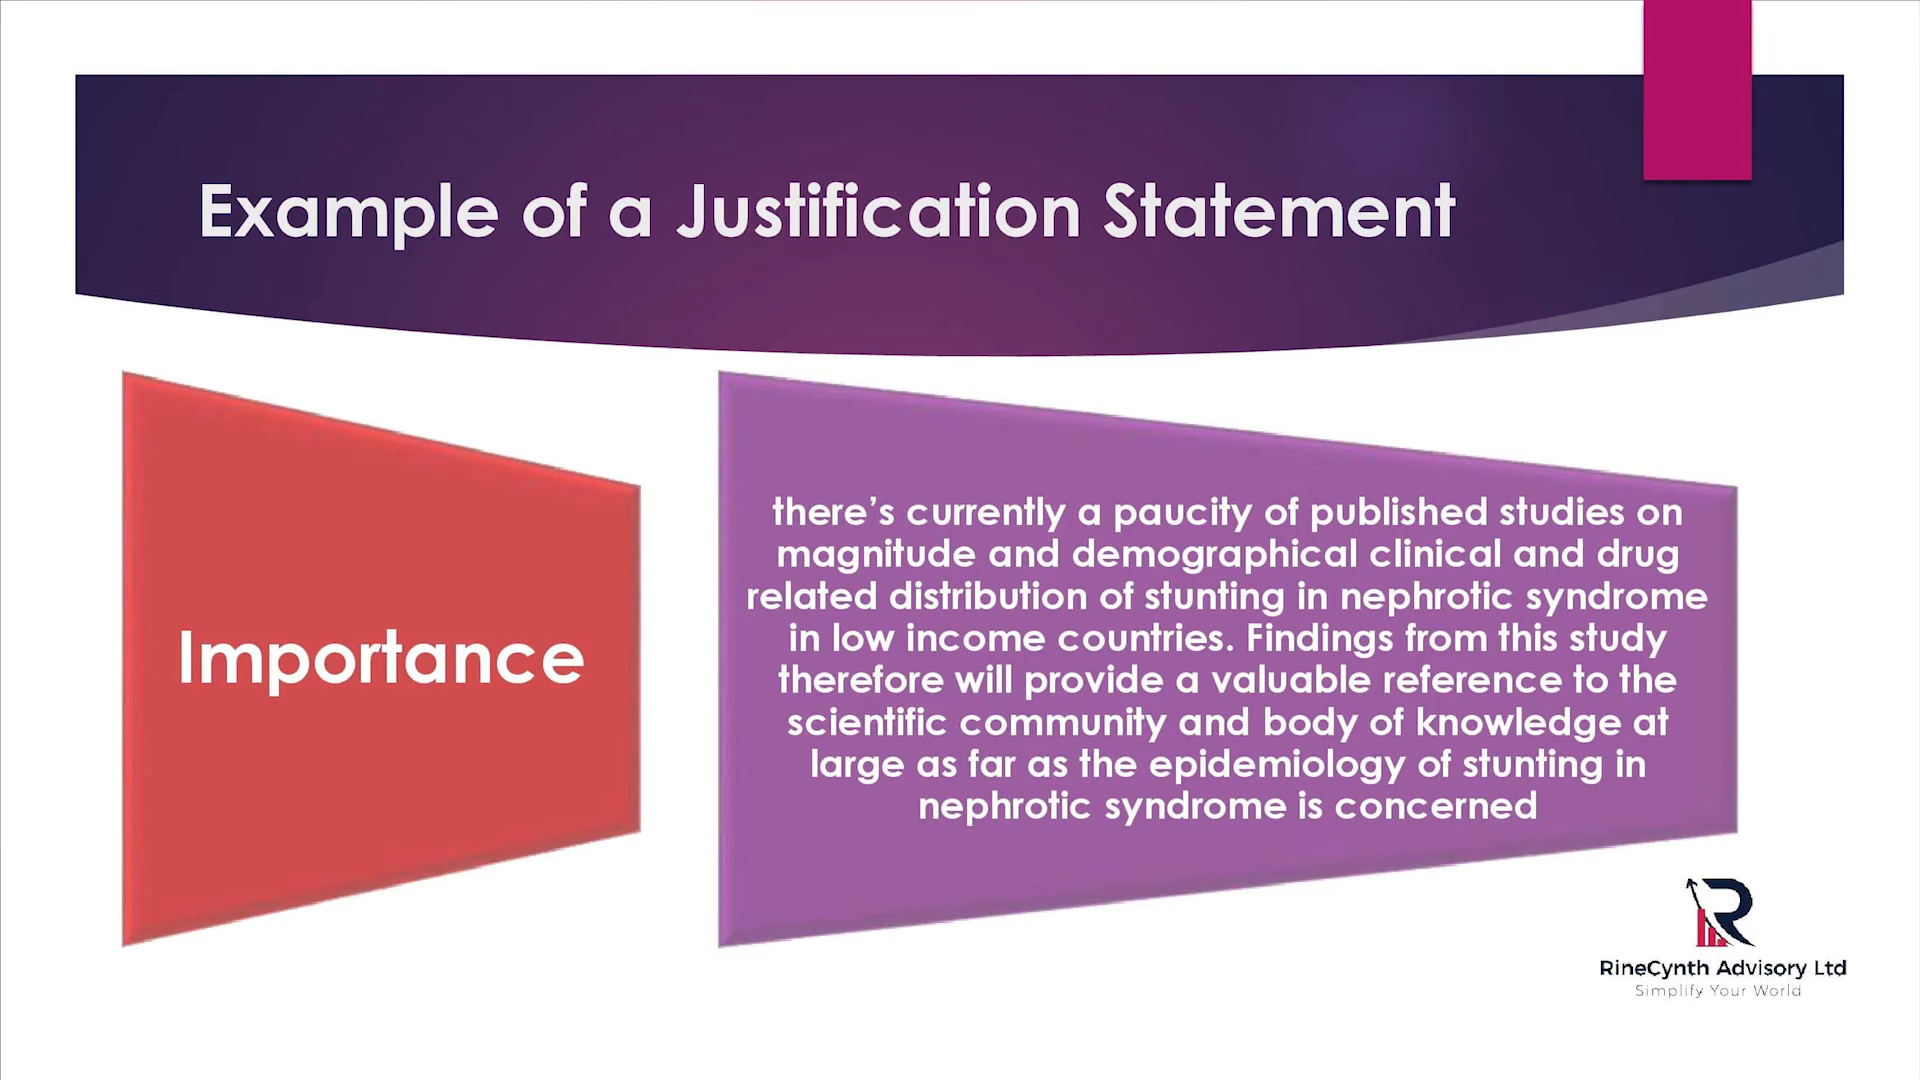 Example of a Justification Statement
Importance
there’s currently a paucity of published studies on
magnitude and demographical clinical and drug
related distribution of stunting in nephrotic syndrome
in low income countries. Findings from this study
therefore will provide a valuable reference to the
scientific community and body of knowledge at
large as far as the epidemiology of stunting in
nephrotic syndrome is concerned
RineCynth Advisory Ltd
Simplify Your World